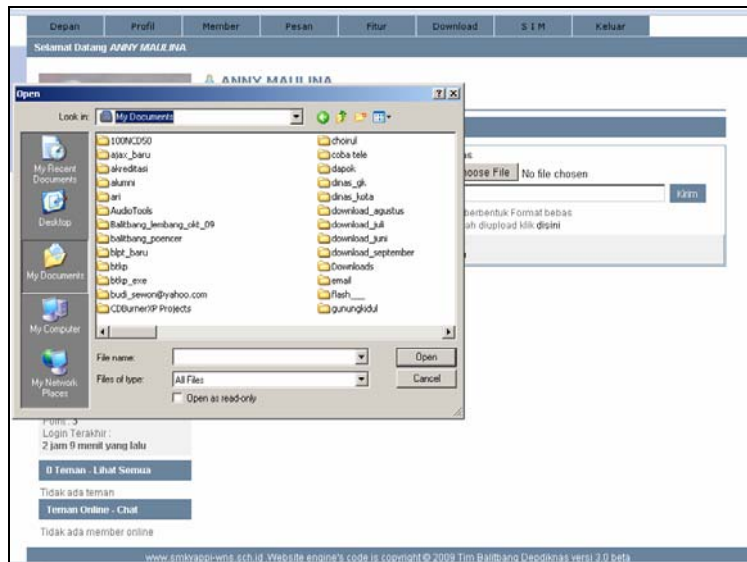 Depan Profil Member Pesan Fitur Download S I M Keluar
Selamat Datang ANNY MAULINA
ANNY MAULINA
Open
Look in: My Documents
My Recent Documents
Desktop
My Documents
My Computer
My Network Places
100NCD50
ajax_baru
akreditasi
alumni
ari
AudioTools
Balitbang_lembang_okt_09
balitbang_poencer
blpt_baru
btkp
btkp_exe
budi_sewon@yahoo.com
CDBurnerXP Projects
choirul
coba tele
dapok
dinas_gk
dinas_kota
download_agustus
download_juli
download_juni
download_september
Downloads
email
flash___
gunungkidul
File name:
Open
Files of type: All Files
Cancel
Open as read-only
hoose File No file chosen
Kirim
berbentuk Format bebas
ah diupload klik disini
Point : 3
Login Terakhir :
2 jam 9 menit yang lalu
0 Teman - Lihat Semua
Tidak ada teman
Teman Online - Chat
Tidak ada member online
www.smkyappi-wns.sch.id .Website engine's code is copyright © 2009 Tim Balitbang Depdiknas versi 3.0 beta